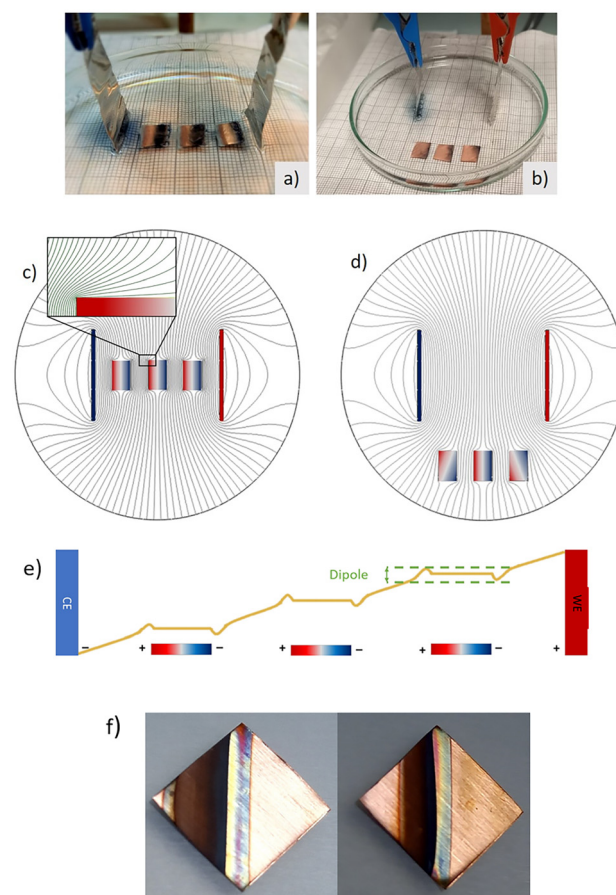 a)
b)
c)
d)
e)
Dipole
CE
WE
− + − + − + − +
f)